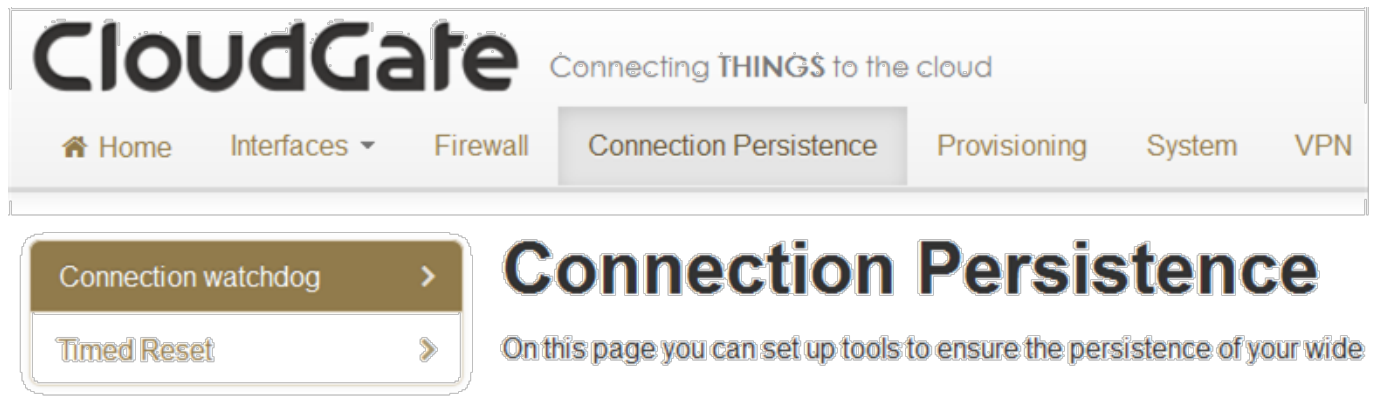 CloudGate Connecting THINGS to the cloud
Home Interfaces Firewall Connection Persistence Provisioning System VPN
Connection watchdog
Timed Reset
Connection Persistence
On this page you can set up tools to ensure the persistence of your wide